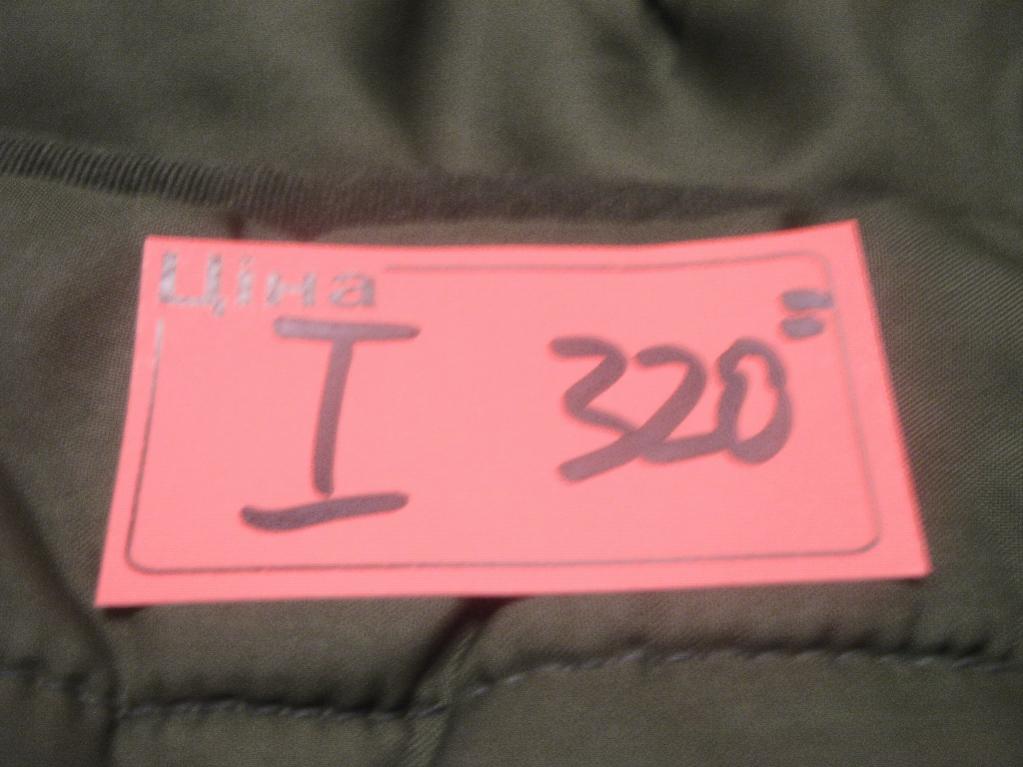 Ціна
I 320=